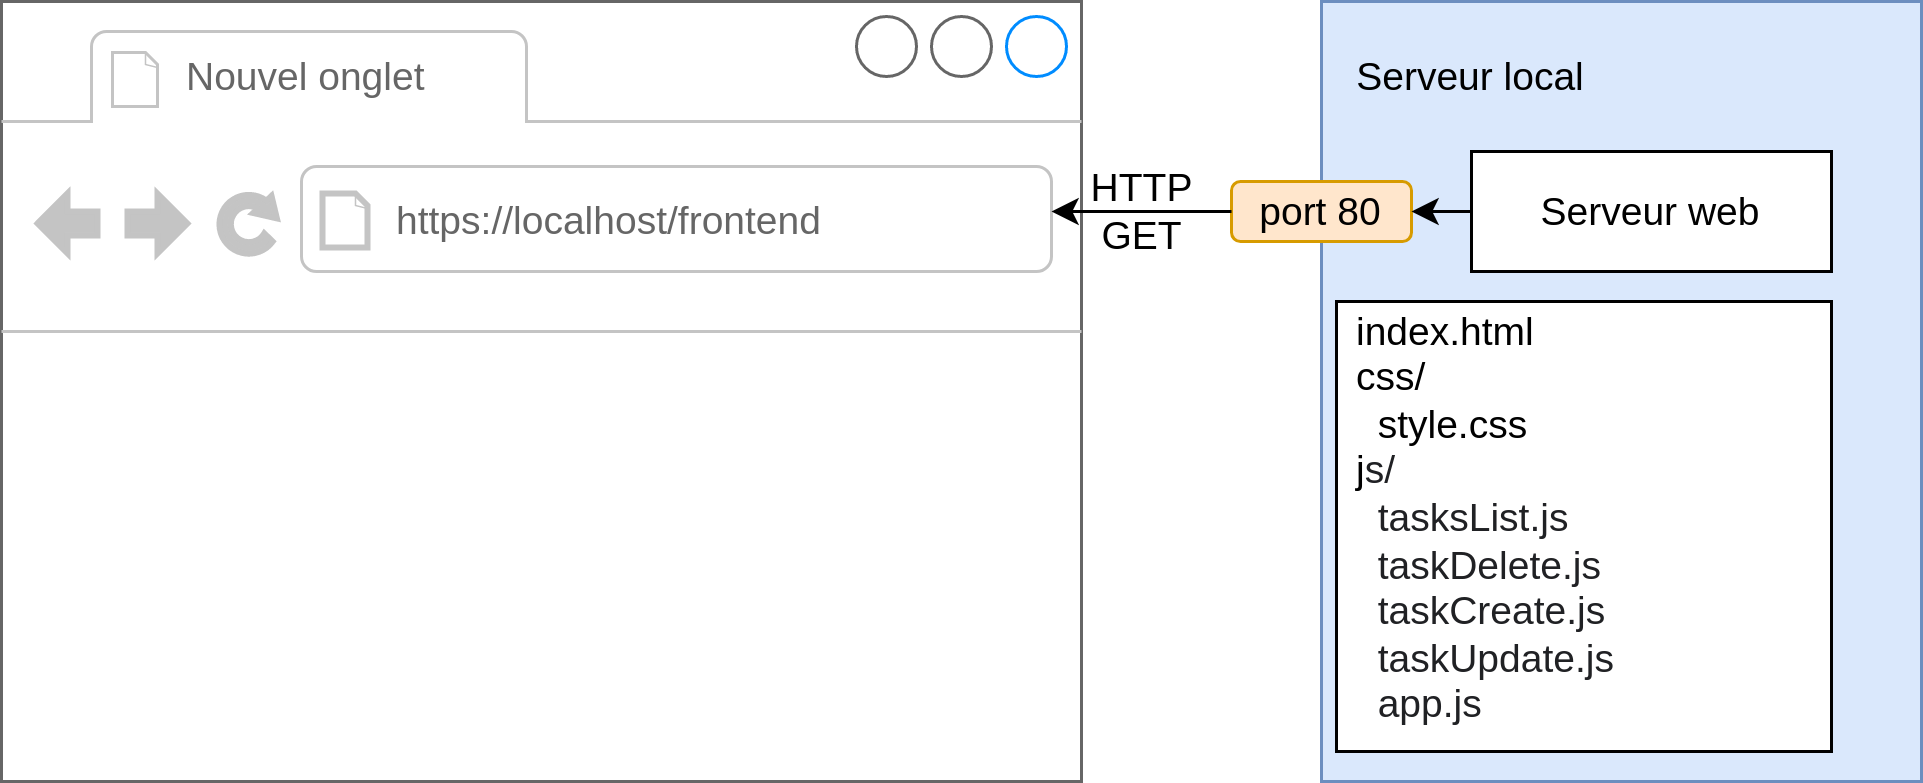 Nouvel onglet
https://localhost/frontend
HTTP
GET
port 80
Serveur local
Serveur web
index.html
css/
  style.css
js/
  tasksList.js
  taskDelete.js
  taskCreate.js
  taskUpdate.js
  app.js